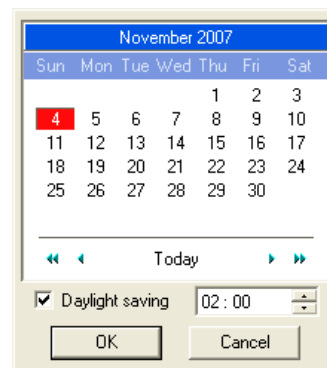 November 2007
Sun Mon Tue Wed Thu Fri Sat
1 2 3
4 5 6 7 8 9 10
11 12 13 14 15 16 17
18 19 20 21 22 23 24
25 26 27 28 29 30
Today
Daylight saving 02 : 00
OK Cancel